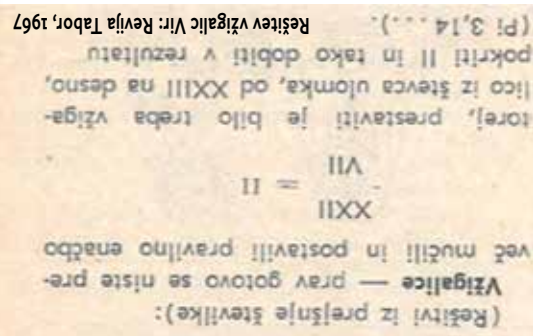 (Rešitvi iz prejšnje številke):
Vžigalice — prav gotovo se niste pre-
več mučili in postavili pravilno enačbo
XXII
= II
VII
torej, prestaviti je bilo treba vžiga-
lico iz števca ulomka, od XXIII na desno,
pokriti II in tako dobiti v rezultatu
(Pi 3,14 . . .).
Rešitev vžigalic Vir: Revija Tabor, 1967